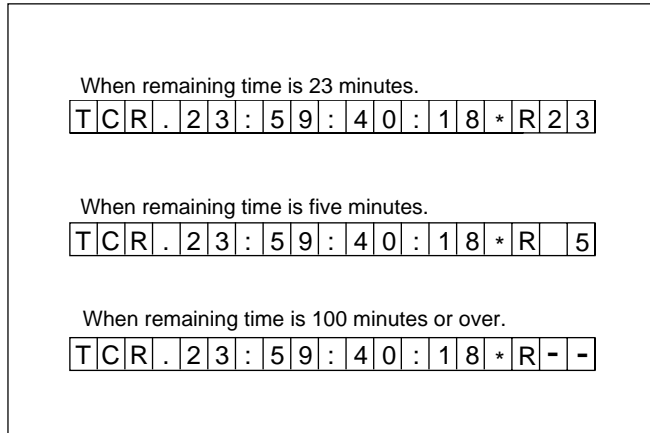 When remaining time is 23 minutes.
TCR.23:59:40:18*R23
When remaining time is five minutes.
TCR.23:59:40:18*R 5
When remaining time is 100 minutes or over.
TCR.23:59:40:18*R--